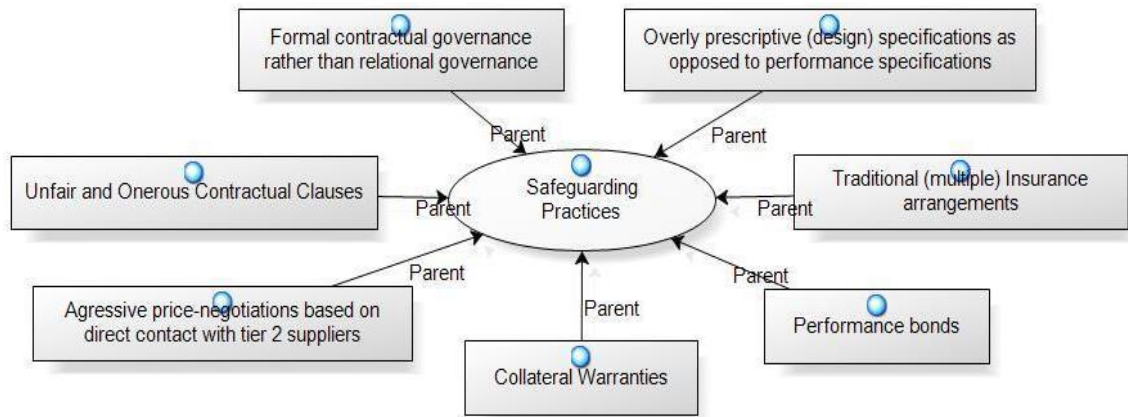 Formal contractual governance
rather than relational governance
Overly prescriptive (design) specifications as
opposed to performance specifications
Parent
Parent
Unfair and Onerous Contractual Clauses
Parent
Safeguarding
Practices
Parent
Traditional (multiple) Insurance
arrangements
Parent
Parent
Parent
Agressive price-negotiations based on
direct contact with tier 2 suppliers
Collateral Warranties
Performance bonds